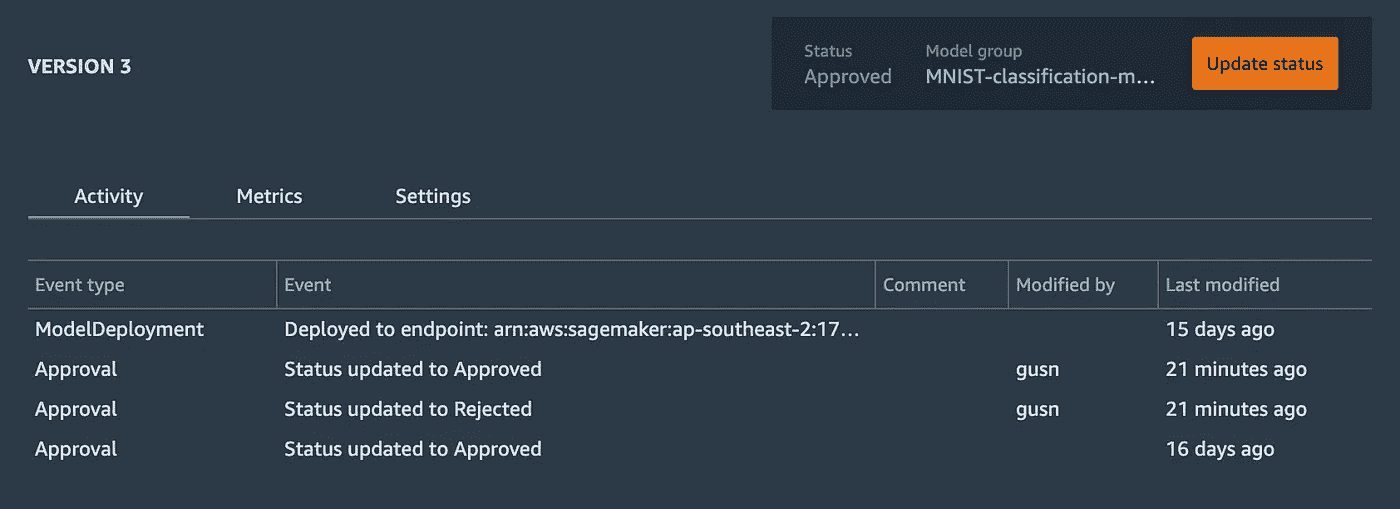 VERSION 3
Status
Approved
Model group
MNIST-classification-m...
Update status
Activity Metrics Settings
Event type Event Comment Modified by Last modified
ModelDeployment Deployed to endpoint: arn:aws:sagemaker:ap-southeast-2:17... 15 days ago
Approval Status updated to Approved gusn 21 minutes ago
Approval Status updated to Rejected gusn 21 minutes ago
Approval Status updated to Approved 16 days ago